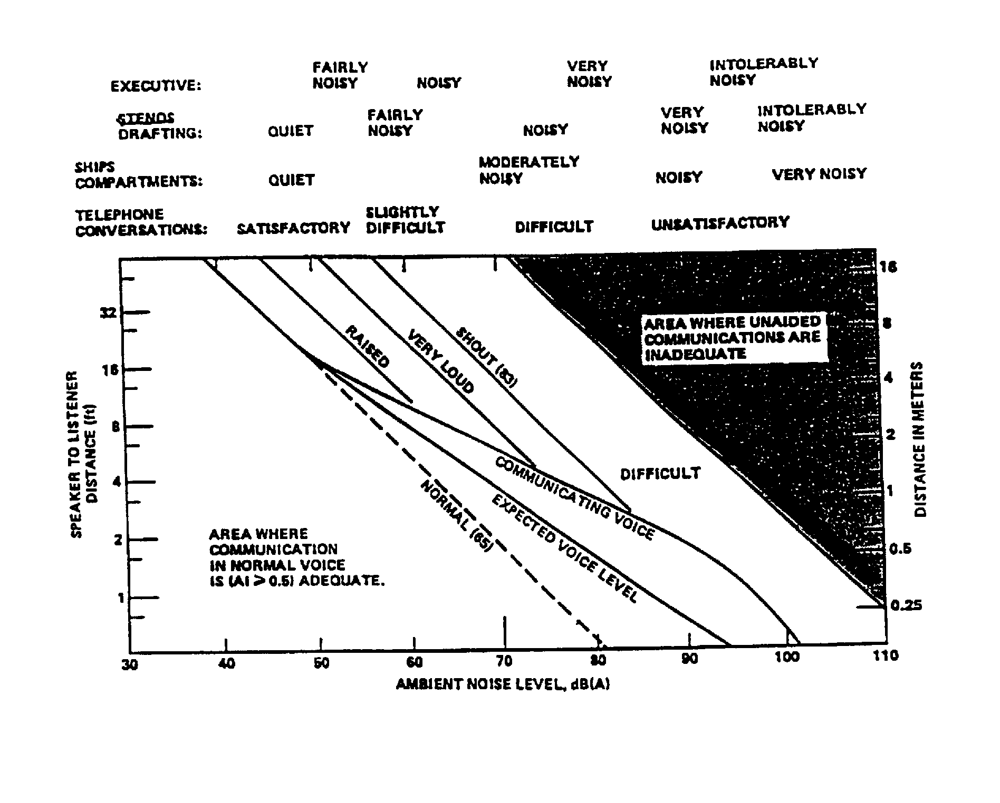 EXECUTIVE:
FAIRLY
NOISY
NOISY
VERY
NOISY
INTOLERABLY
NOISY
STENOS
DRAFTING:
QUIET
FAIRLY
NOISY
NOISY
VERY
NOISY
INTOLERABLY
NOISY
SHIPS
COMPARTMENTS:
QUIET
MODERATELY
NOISY
NOISY
VERY NOISY
TELEPHONE
CONVERSATIONS:
SATISFACTORY
SLIGHTLY
DIFFICULT
DIFFICULT
UNSATISFACTORY
SPEAKER TO LISTENER
DISTANCE (ft)
32
16
8
4
2
1
RAISED
VERY LOUD
SHOUT (83)
AREA WHERE UNAIDED
COMMUNICATIONS ARE
INADEQUATE
DIFFICULT
COMMUNICATING VOICE
EXPECTED VOICE LEVEL
NORMAL (65)
AREA WHERE
COMMUNICATION
IN NORMAL VOICE
IS (AI ⩾ 0.5) ADEQUATE.
16
8
4
2
1
0.5
0.25
DISTANCE IN METERS
30 40 50 60 70 80 90 100 110
AMBIENT NOISE LEVEL, dB(A)